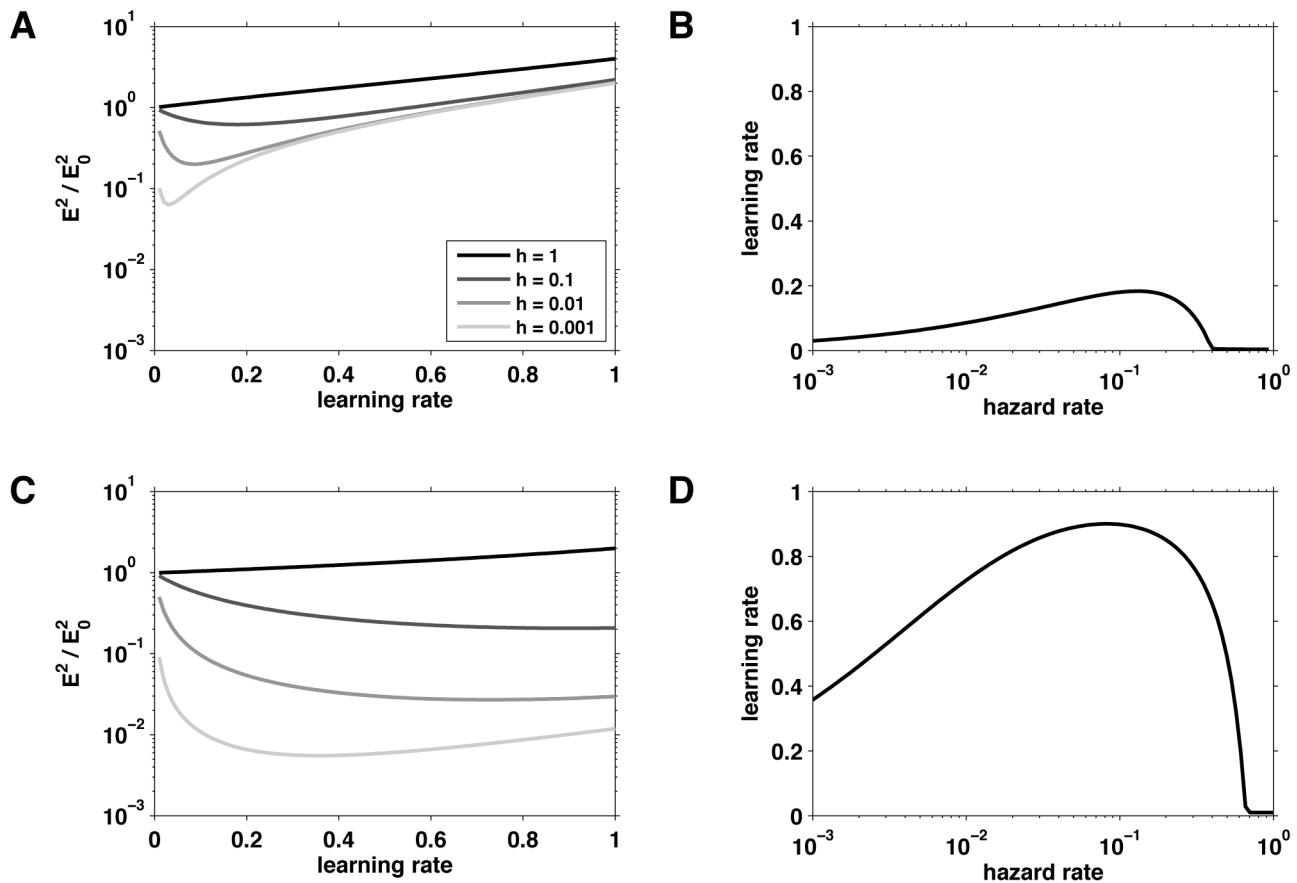 A
10^1
10^0
10^−1
10^−2
10^−3
E^2 / E_0^2
0 0.2 0.4 0.6 0.8 1
learning rate
h = 1
h = 0.1
h = 0.01
h = 0.001
B
1
0.8
0.6
0.4
0.2
0
learning rate
10^−3 10^−2 10^−1 10^0
hazard rate
C
10^1
10^0
10^−1
10^−2
10^−3
E^2 / E_0^2
0 0.2 0.4 0.6 0.8 1
learning rate
D
1
0.8
0.6
0.4
0.2
0
learning rate
10^−3 10^−2 10^−1 10^0
hazard rate